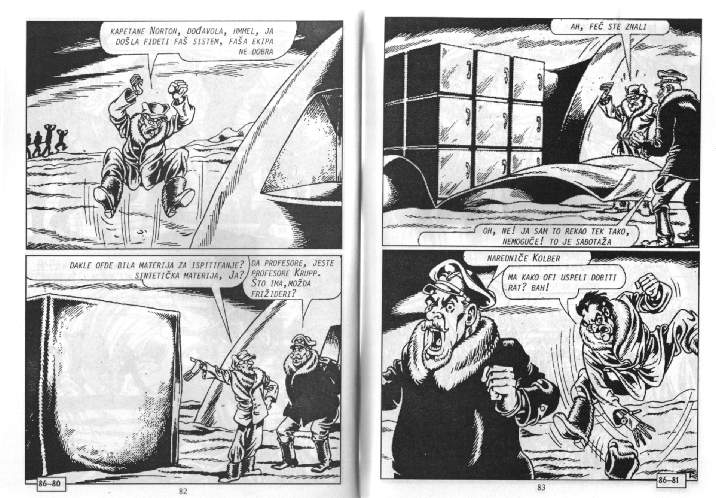 KAPETANE NORTON, DOĐAVOLA, HMMEL, JA
DOŠLA FIDETI FAŠ SISTEN, FAŠA EKIPA
NE DOBRA
DAKLE OFDE BILA MATERIJA ZA ISPITIFANJE?
SINTETIČKA MATERIJA, JA?
DA PROFESORE, JESTE
PROFESORE KRUPP.
ŠTO IMA, MOŽDA
FRIŽIDERI?
86-80
82
AH, FEČ STE ZNALI
OH, NE! JA SAM TO REKAO TEK TAKO,
NEMOGUĆE! TO JE SABOTAŽA
NAREDNIČE KOLBER
MA KAKO OFI USPELI DOBITI
RAT? BAH!
83
86-81